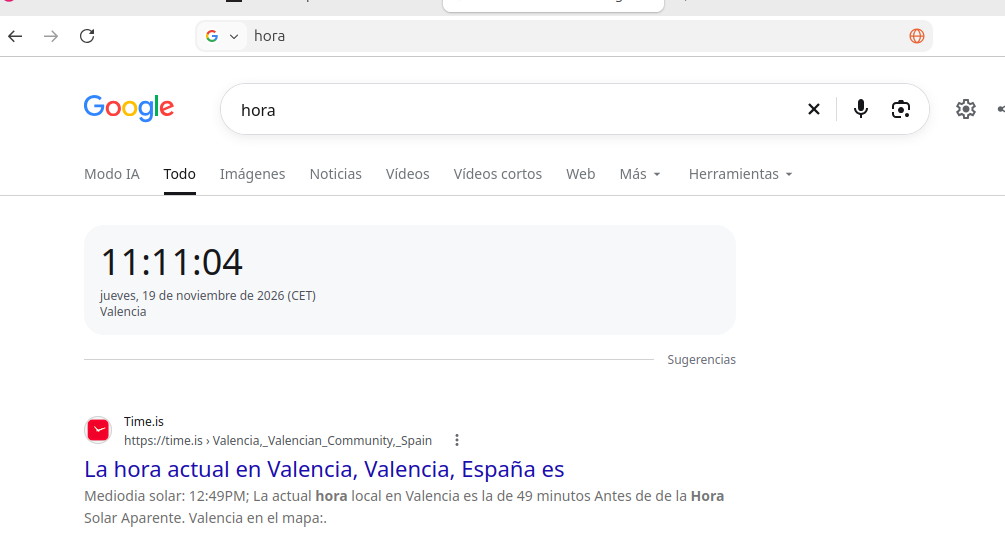 hora
Google
hora
Modo IA Todo Imágenes Noticias Vídeos Vídeos cortos Web Más Herramientas
11:11:04
jueves, 19 de noviembre de 2026 (CET)
Valencia
Sugerencias
Time.is
https://time.is › Valencia,_Valencian_Community,_Spain
La hora actual en Valencia, Valencia, España es
Mediodia solar: 12:49PM; La actual hora local en Valencia es la de 49 minutos Antes de de la Hora
Solar Aparente. Valencia en el mapa:.